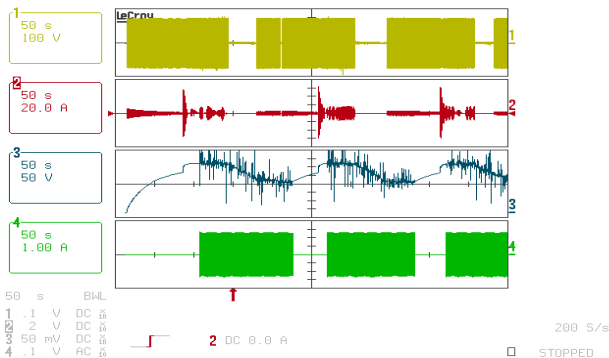 LeCroy
1
50 s
100 V
1
2
50 s
20.0 A
2
3
50 s
50 V
3
4
50 s
1.00 A
4
50 s BWL
1 .1 V DC
2 2 V DC
3 50 mV DC
4 .1 V AC
2 DC 0.0 A
200 S/s
STOPPED